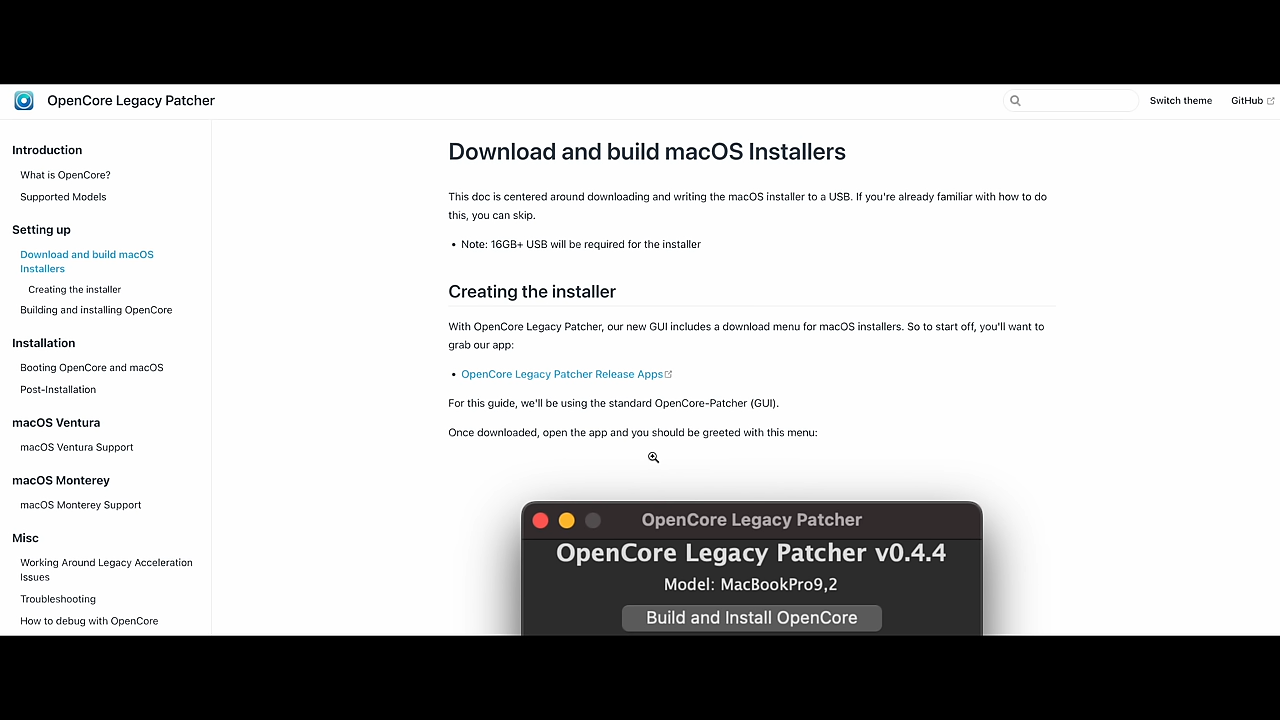 OpenCore Legacy Patcher
Switch theme
GitHub
Introduction
What is OpenCore?
Supported Models
Setting up
Download and build macOS
Installers
Creating the installer
Building and installing OpenCore
Installation
Booting OpenCore and macOS
Post-Installation
macOS Ventura
macOS Ventura Support
macOS Monterey
macOS Monterey Support
Misc
Working Around Legacy Acceleration
Issues
Troubleshooting
How to debug with OpenCore
Download and build macOS Installers
This doc is centered around downloading and writing the macOS installer to a USB. If you're already familiar with how to do
this, you can skip.
• Note: 16GB+ USB will be required for the installer
Creating the installer
With OpenCore Legacy Patcher, our new GUI includes a download menu for macOS installers. So to start off, you'll want to
grab our app:
• OpenCore Legacy Patcher Release Apps
For this guide, we'll be using the standard OpenCore-Patcher (GUI).
Once downloaded, open the app and you should be greeted with this menu:
OpenCore Legacy Patcher
OpenCore Legacy Patcher v0.4.4
Model: MacBookPro9,2
Build and Install OpenCore